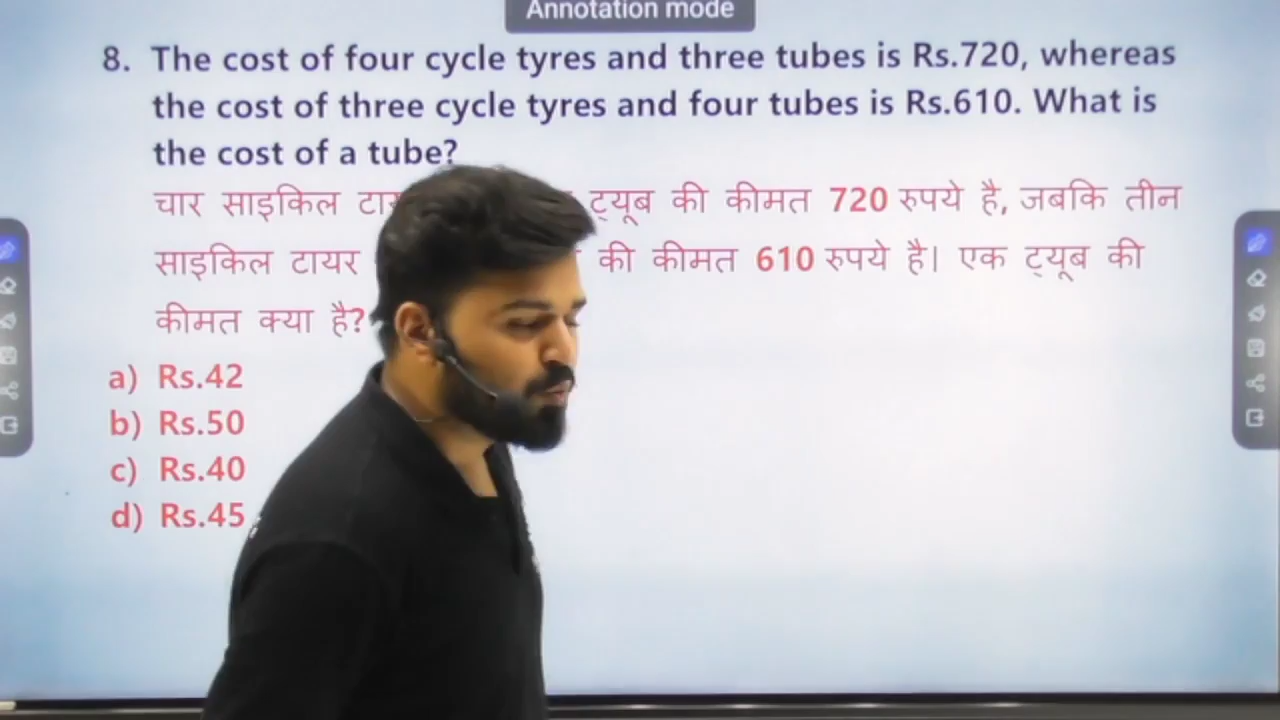 Annotation mode
8. The cost of four cycle tyres and three tubes is Rs.720, whereas
the cost of three cycle tyres and four tubes is Rs.610. What is
the cost of a tube?
चार साइकिल ट्यूब की कीमत 720 रुपये है, जबकि तीन
साइकिल टायर की कीमत 610 रुपये है। एक ट्यूब की
कीमत क्या है?
a) Rs.42
b) Rs.50
c) Rs.40
d) Rs.45